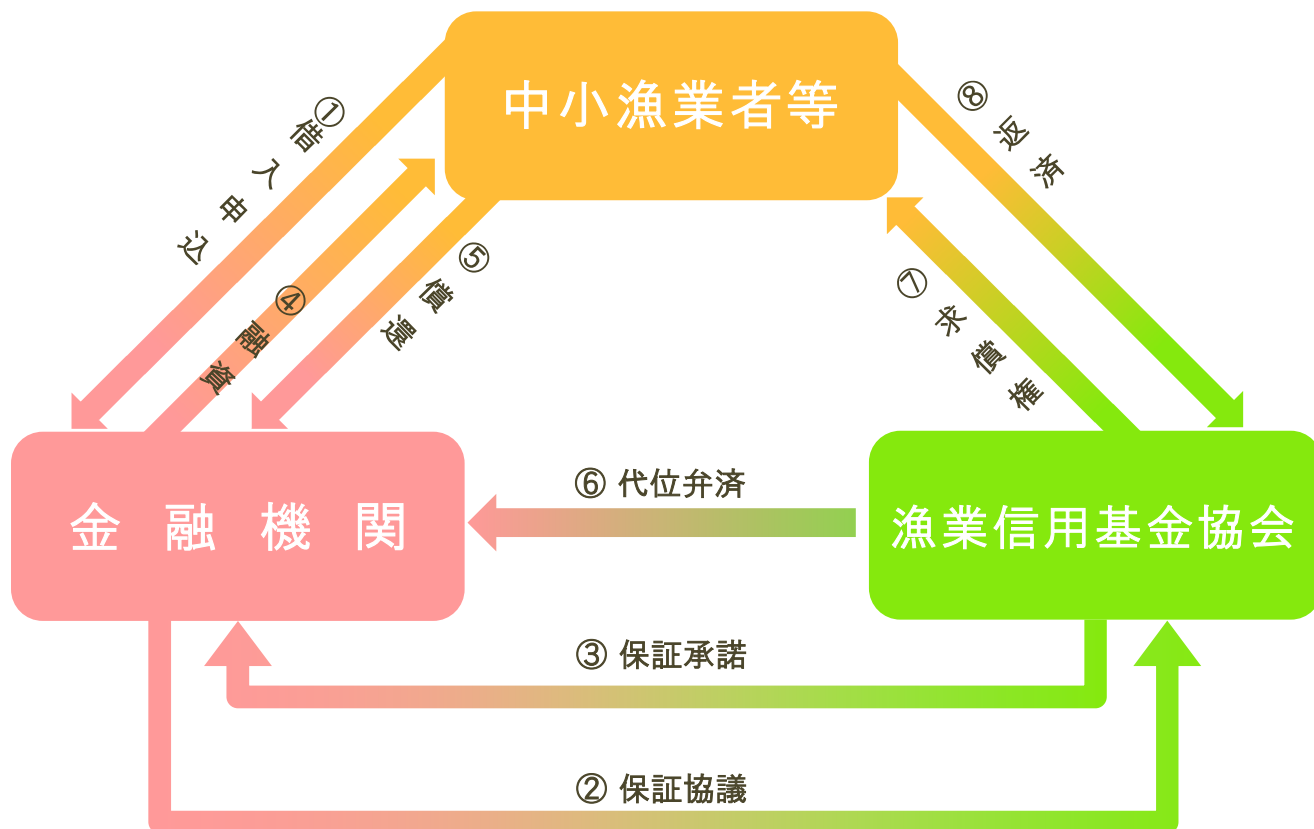 中小漁業者等
①借入申込
④融資
⑤償還
⑧返済
⑦求償権
金融機関
⑥ 代位弁済
漁業信用基金協会
③ 保証承諾
② 保証協議